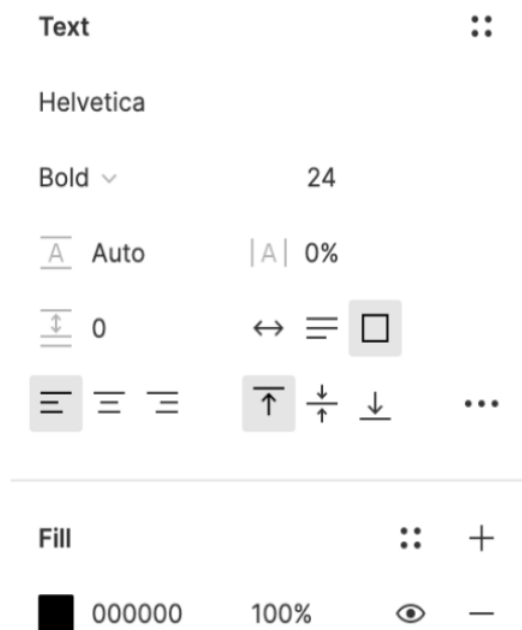 Text
Helvetica
Bold 24
A Auto |A| 0%
0
Fill
000000 100%